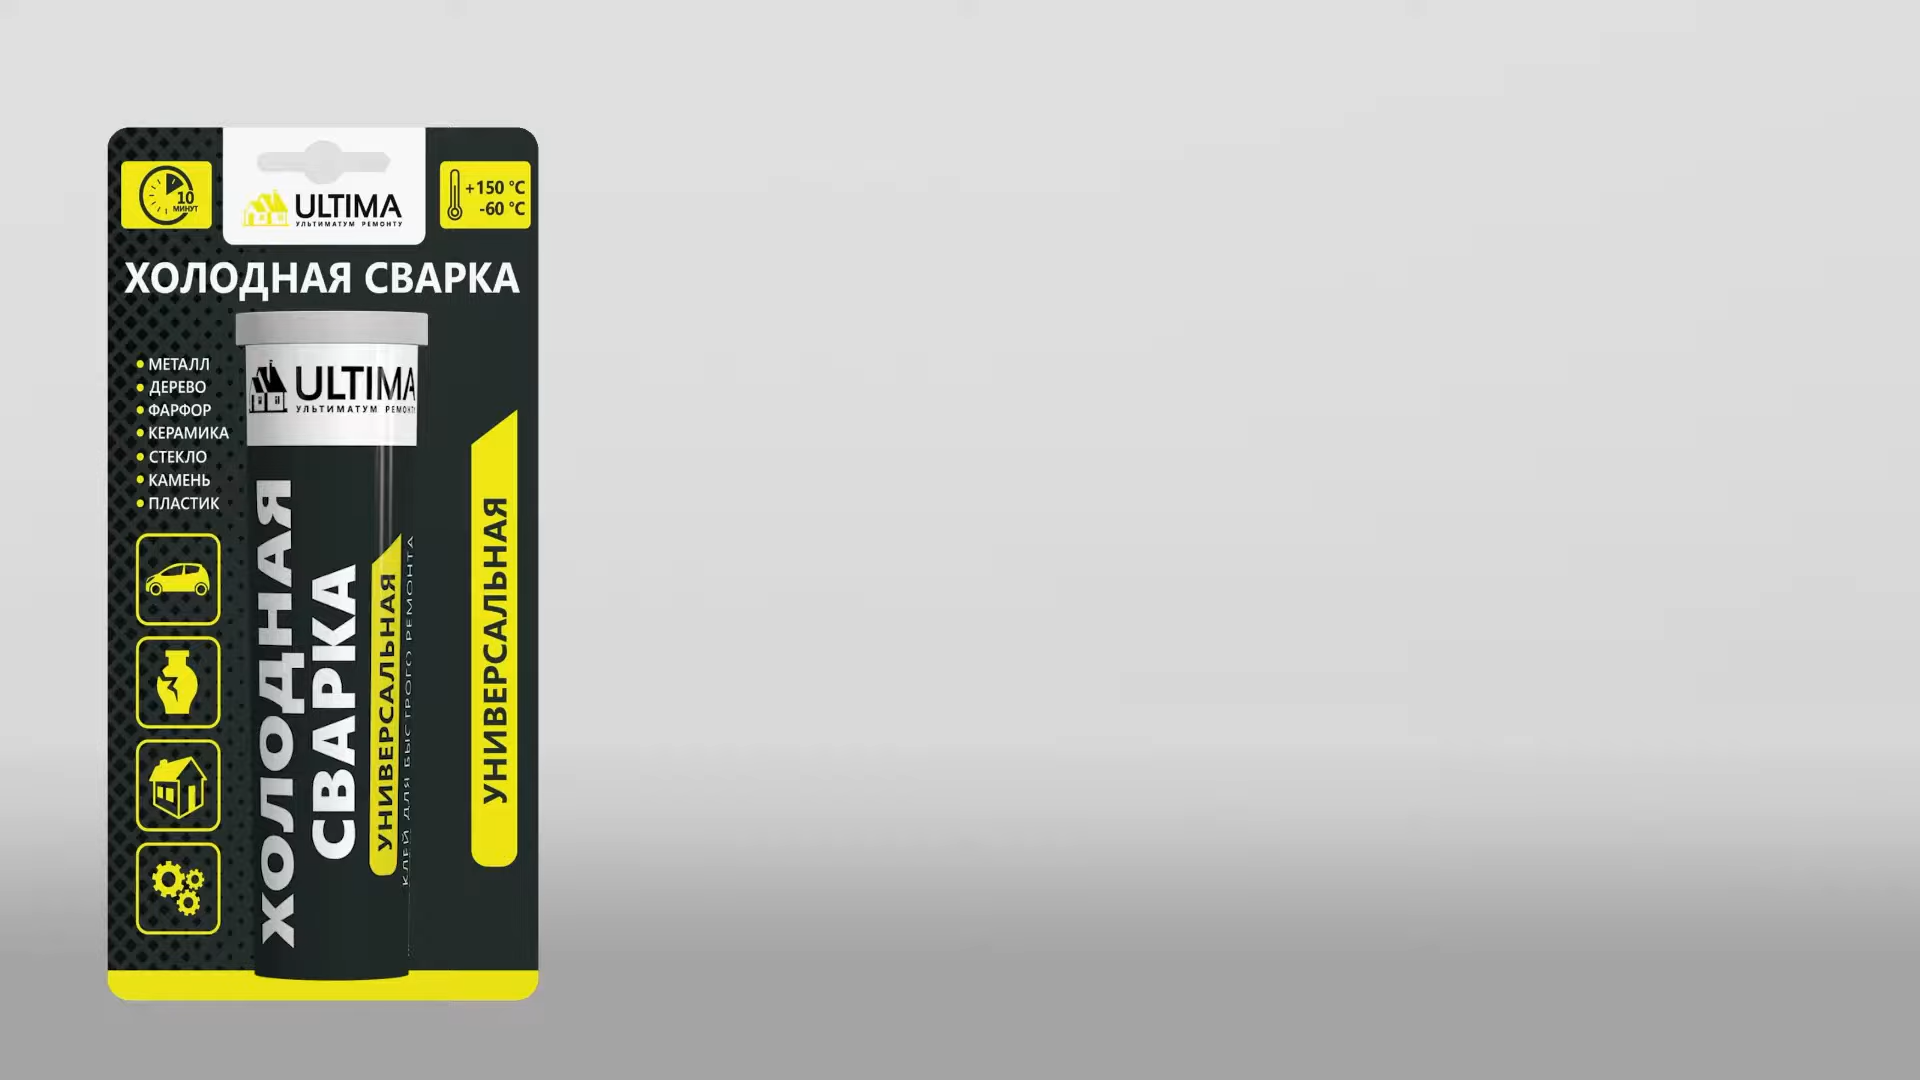 10
МИНУТ
ULTIMA
УЛЬТИМАТУМ РЕМОНТУ
+150 °C
-60 °C
ХОЛОДНАЯ СВАРКА
• МЕТАЛЛ
• ДЕРЕВО
• ФАРФОР
• КЕРАМИКА
• СТЕКЛО
• КАМЕНЬ
• ПЛАСТИК
ULTIMA
УЛЬТИМАТУМ РЕМОНТУ
ХОЛОДНАЯ
СВАРКА
УНИВЕРСАЛЬНАЯ
КЛЕЙ ДЛЯ БЫСТРОГО РЕМОНТА
УНИВЕРСАЛЬНАЯ